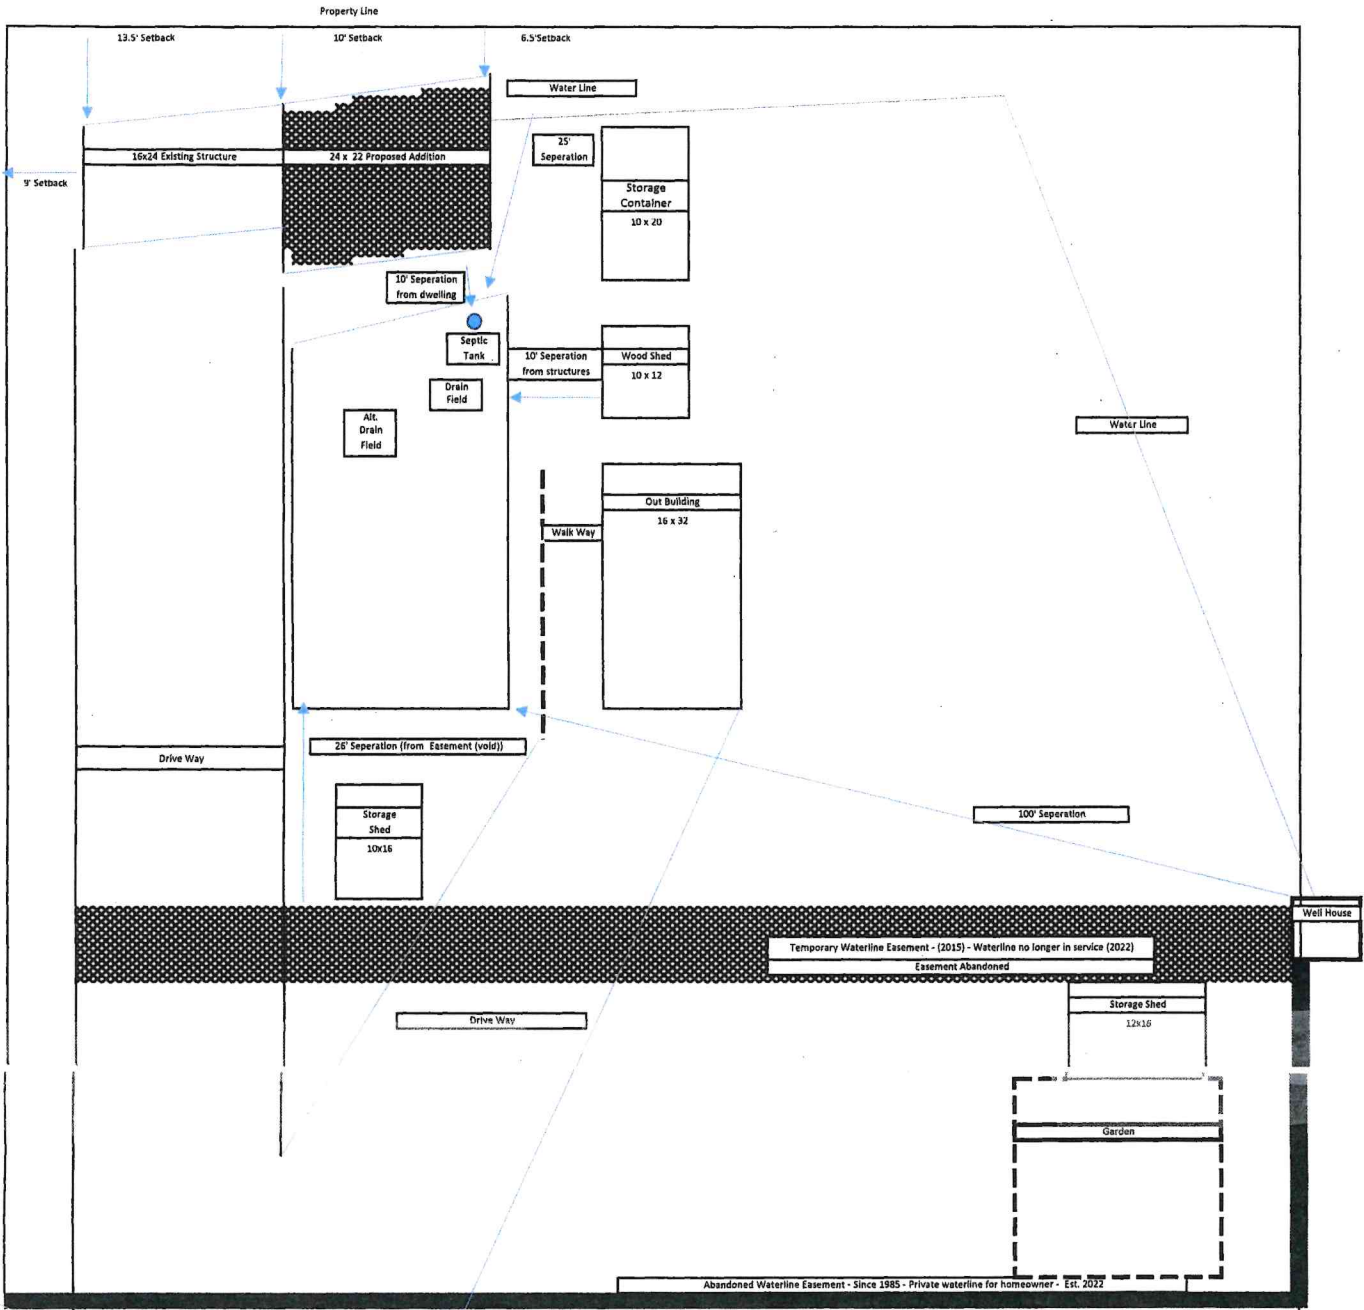 Property Line
13.5' Setback
10' Setback
6.5'Setback
Water Line
25'
Seperation
16x24 Existing Structure
24 x 22 Proposed Addition
9' Setback
Storage
Container
10 x 20
10' Seperation
from dwelling
Septic
Tank
10' Seperation
from structures
Wood Shed
10 x 12
Drain
Field
Alt.
Drain
Field
Water Line
Out Building
16 x 32
Walk Way
26' Seperation (from Easement (void))
Drive Way
Storage
Shed
10x16
100' Seperation
Well House
Temporary Waterline Easement - (2015) - Waterline no longer in service (2022)
Easement Abandoned
Storage Shed
12x16
Drive Way
Garden
Abandoned Waterline Easement - Since 1985 - Private waterline for homeowner - Est. 2022